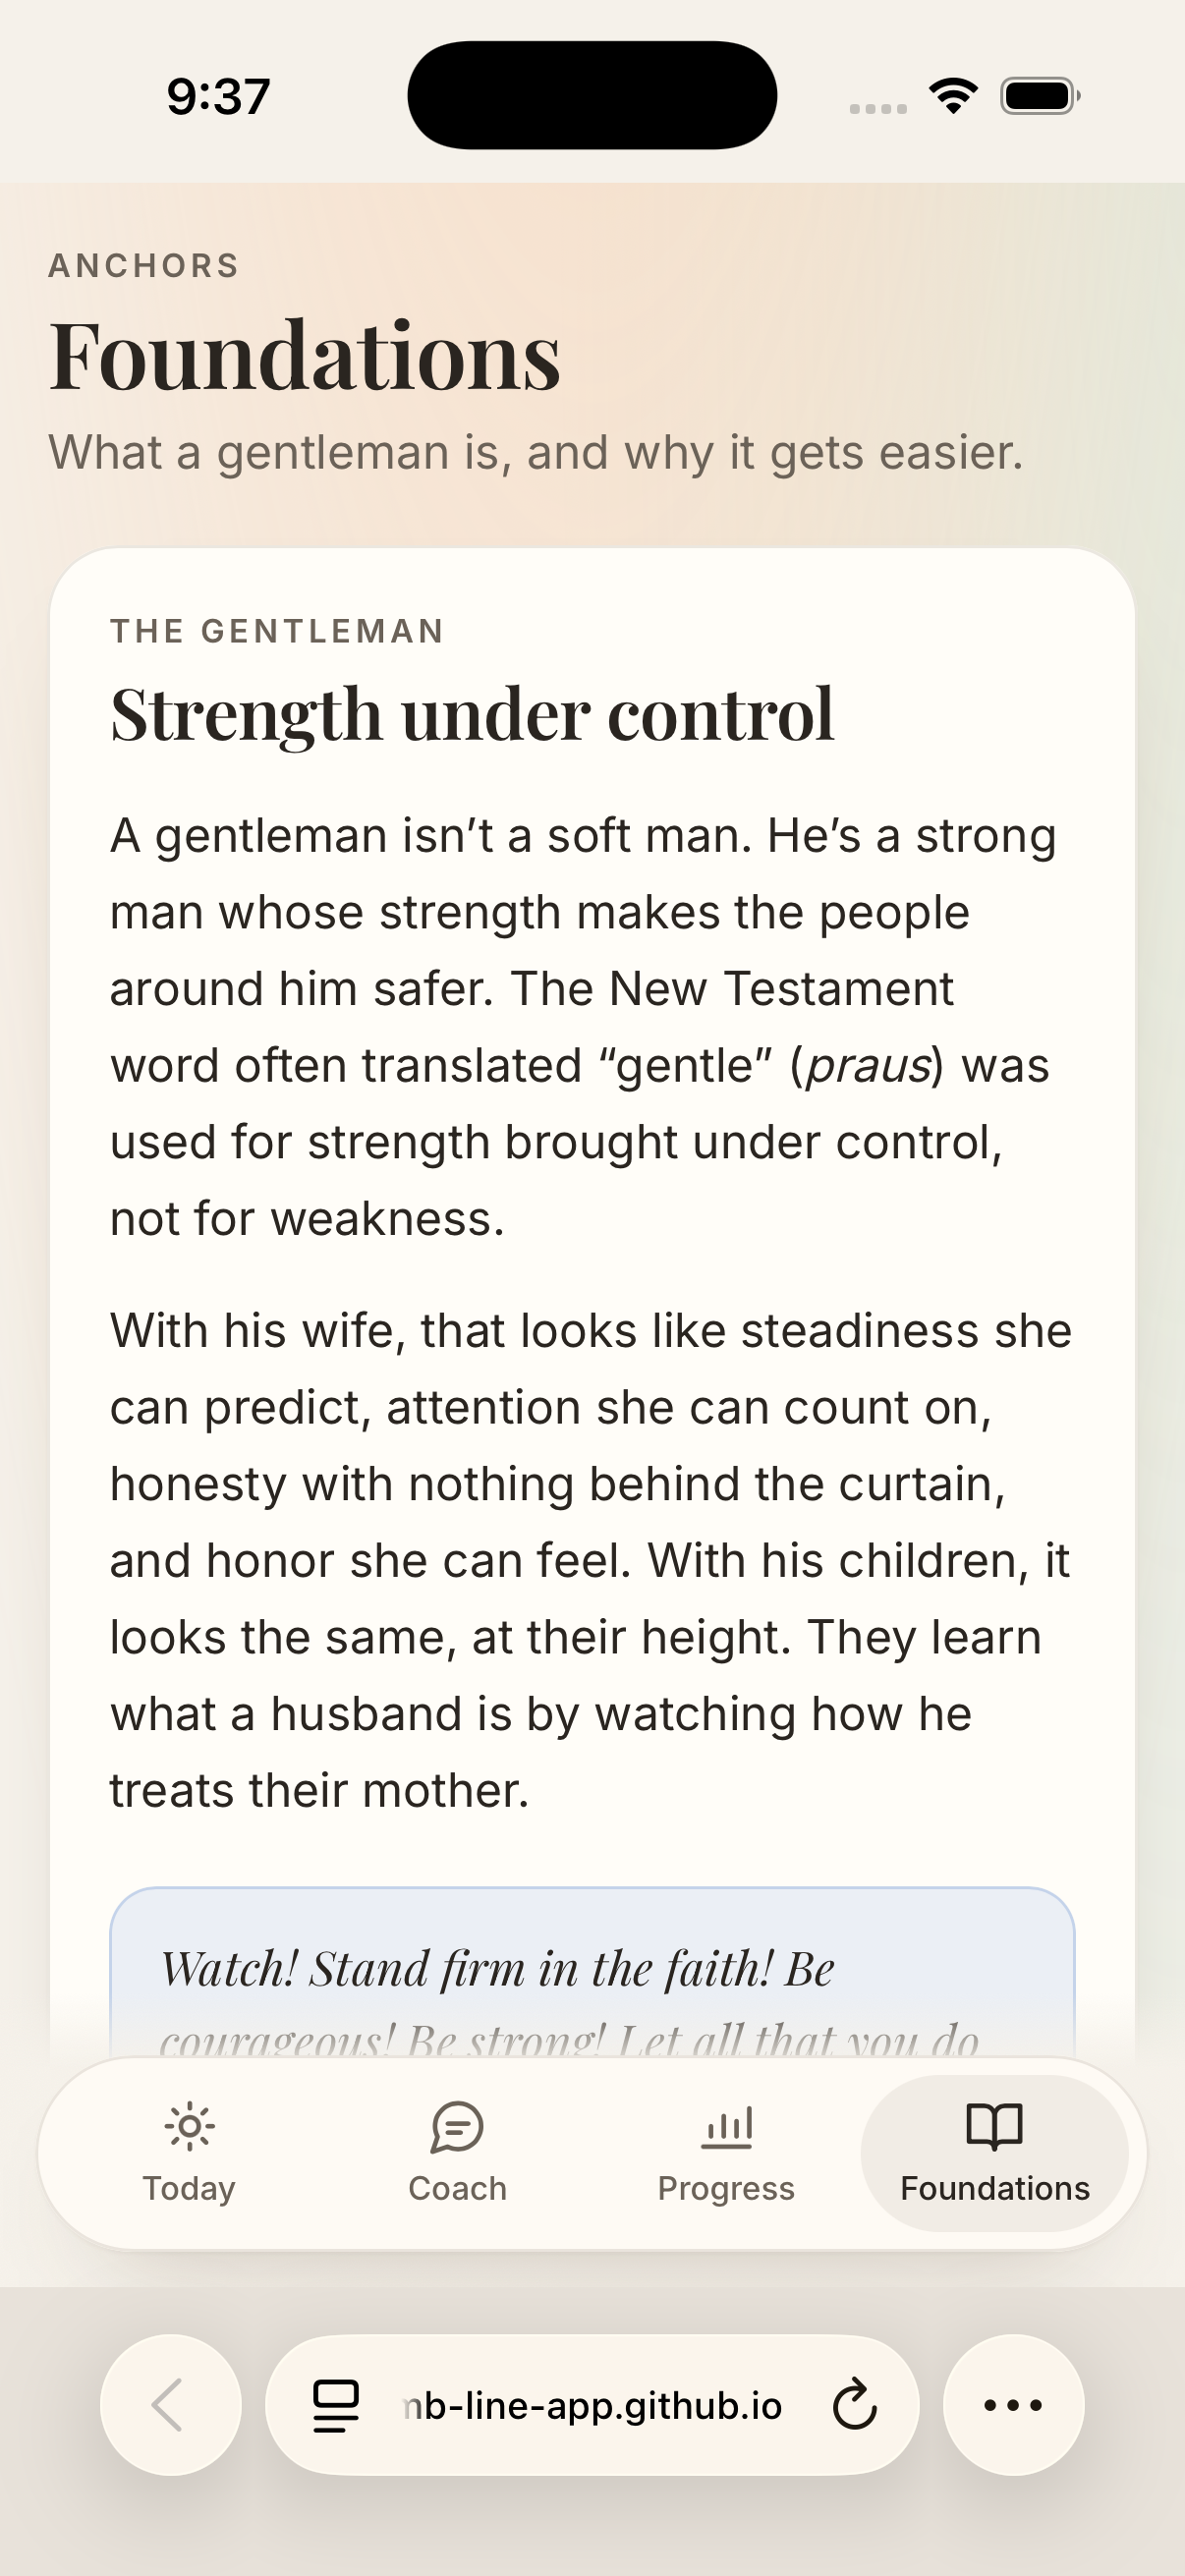 9:37
ANCHORS
Foundations
What a gentleman is, and why it gets easier.
THE GENTLEMAN
Strength under control
A gentleman isn’t a soft man. He’s a strong
man whose strength makes the people
around him safer. The New Testament
word often translated “gentle” (praus) was
used for strength brought under control,
not for weakness.
With his wife, that looks like steadiness she
can predict, attention she can count on,
honesty with nothing behind the curtain,
and honor she can feel. With his children, it
looks the same, at their height. They learn
what a husband is by watching how he
treats their mother.
Watch! Stand firm in the faith! Be
courageous! Be strong! Let all that you do
Today
Coach
Progress
Foundations
mb-line-app.github.io